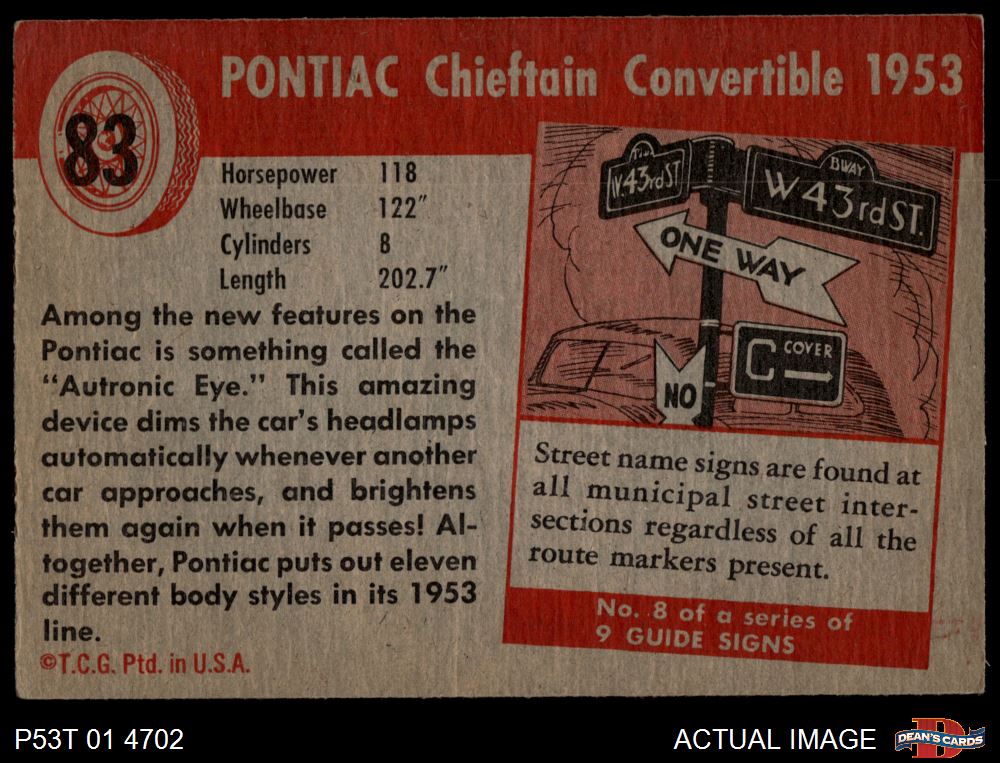 PONTIAC Chieftain Convertible 1953
83
Horsepower 118
Wheelbase 122"
Cylinders 8
Length 202.7"
Among the new features on the
Pontiac is something called the
"Autronic Eye." This amazing
device dims the car's headlamps
automatically whenever another
car approaches, and brightens
them again when it passes! Al-
together, Pontiac puts out eleven
different body styles in its 1953
line.
©T.C.G. Ptd. in U.S.A.
W.43rd ST
BWAY
W 43rd ST.
ONE WAY
C COVER
NO
Street name signs are found at
all municipal street inter-
sections regardless of all the
route markers present.
No. 8 of a series of
9 GUIDE SIGNS
P53T 01 4702
ACTUAL IMAGE
DEAN'S CARDS